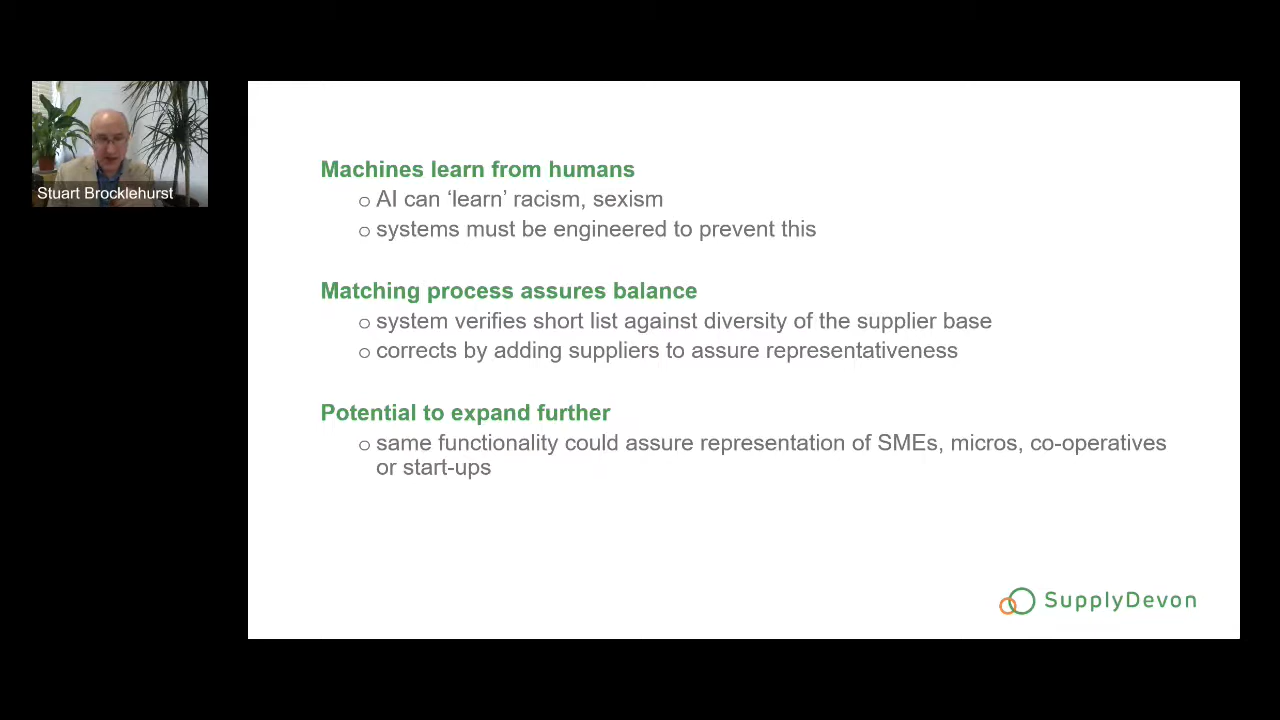 Stuart Brocklehurst
Machines learn from humans
o AI can ‘learn’ racism, sexism
o systems must be engineered to prevent this
Matching process assures balance
o system verifies short list against diversity of the supplier base
o corrects by adding suppliers to assure representativeness
Potential to expand further
o same functionality could assure representation of SMEs, micros, co-operatives
or start-ups
SupplyDevon